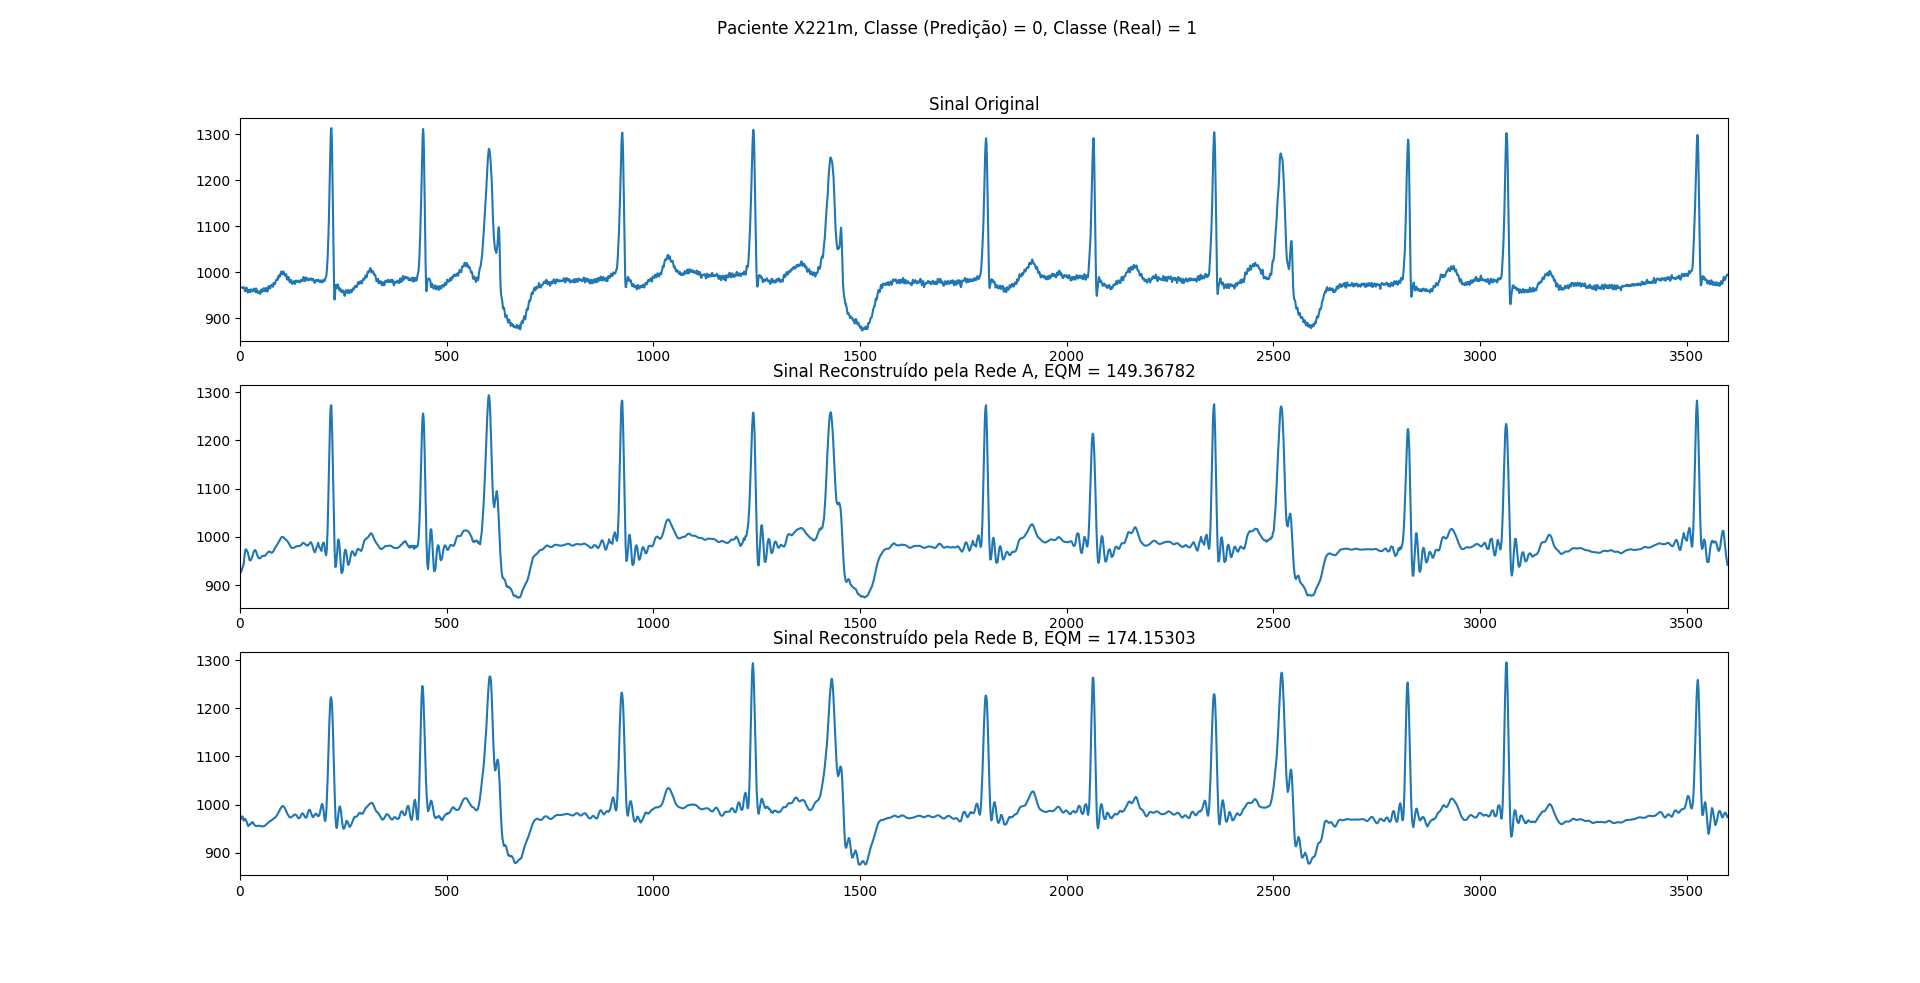 Paciente X221m, Classe (Predição) = 0, Classe (Real) = 1
Sinal Original
1300
1200
1100
1000
900
0 500 1000 1500 2000 2500 3000 3500
Sinal Reconstruído pela Rede A, EQM = 149.36782
1300
1200
1100
1000
900
0 500 1000 1500 2000 2500 3000 3500
Sinal Reconstruído pela Rede B, EQM = 174.15303
1300
1200
1100
1000
900
0 500 1000 1500 2000 2500 3000 3500